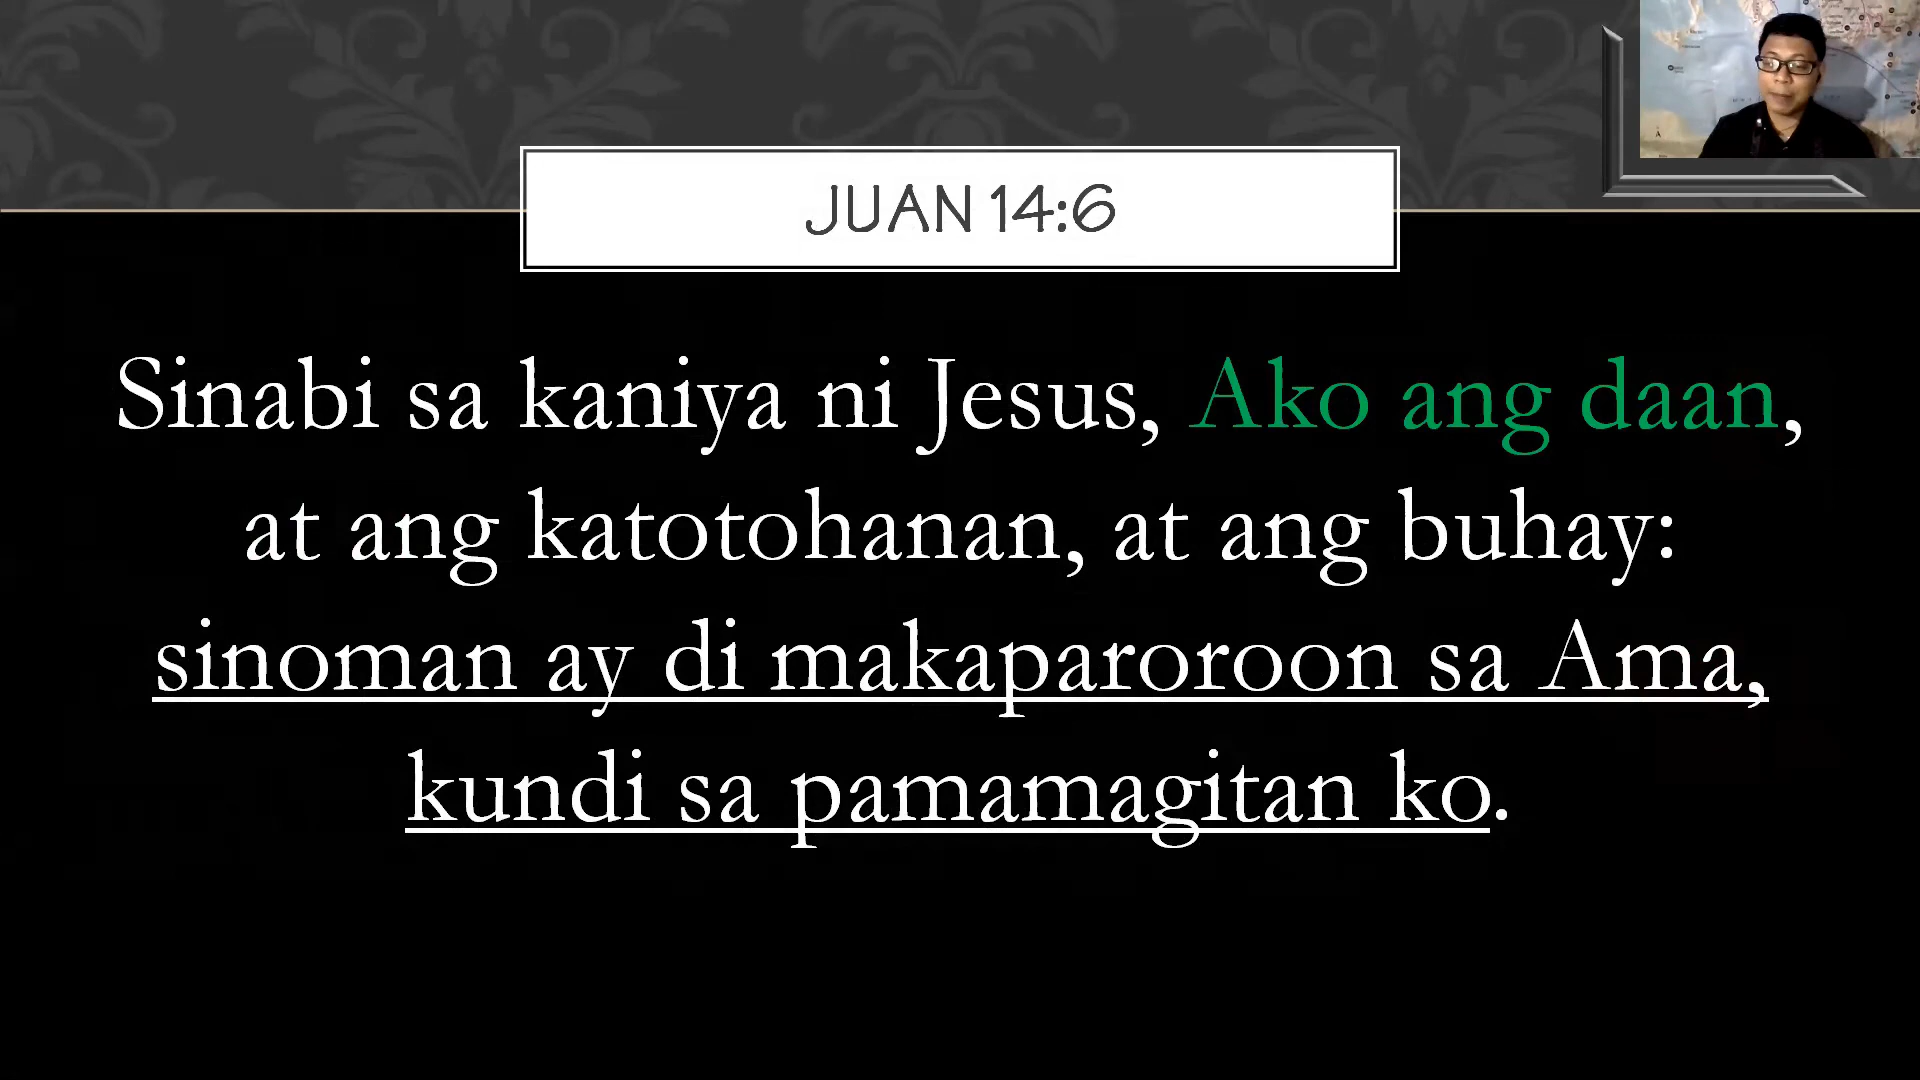 JUAN 14:6
Sinabi sa kaniya ni Jesus, Ako ang daan,
at ang katotohanan, at ang buhay:
sinoman ay di makaparoroon sa Ama,
kundi sa pamamagitan ko.